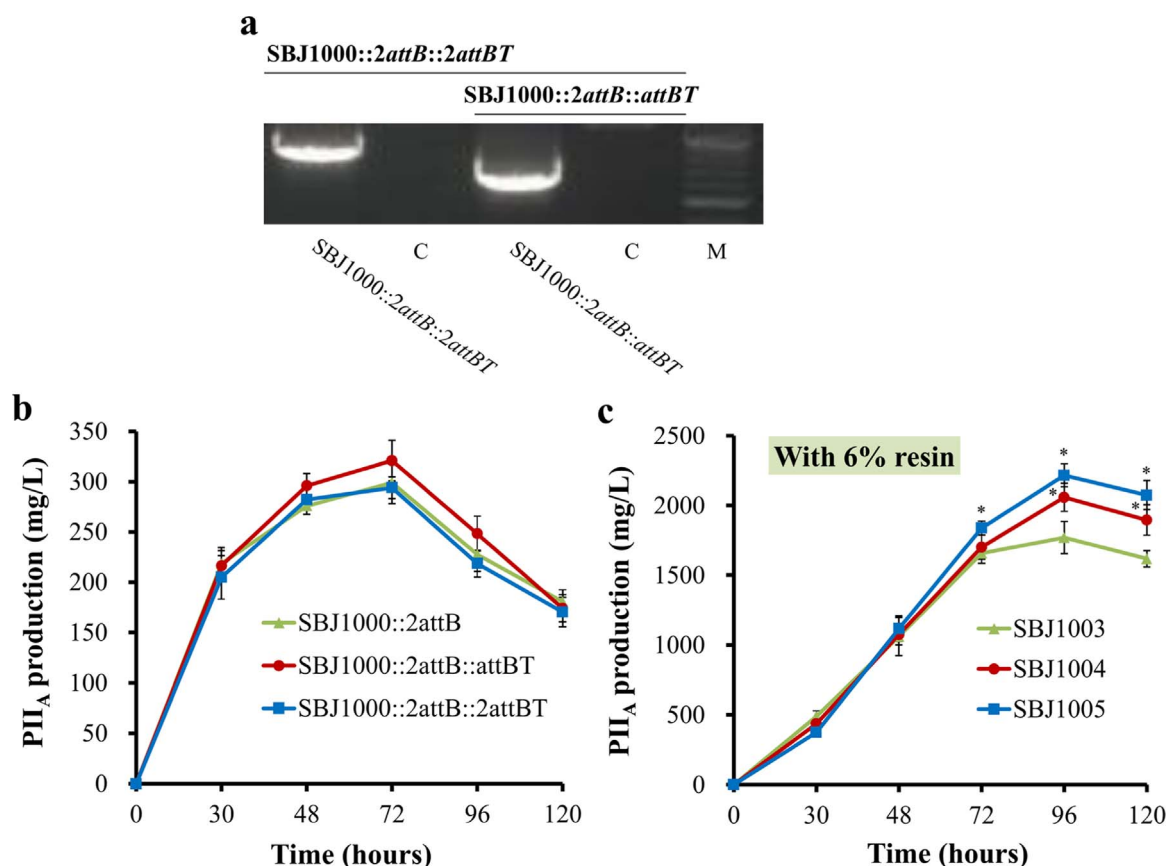 a
SBJ1000::2attB::2attBT
SBJ1000::2attB::attBT
SBJ1000::2attB::2attBT
C
SBJ1000::2attB::attBT
C
M
b
PII_A production (mg/L)
350
300
250
200
150
100
50
0
0 30 48 72 96 120
Time (hours)
SBJ1000::2attB
SBJ1000::2attB::attBT
SBJ1000::2attB::2attBT
c
With 6% resin
PII_A production (mg/L)
2500
2000
1500
1000
500
0
* * * * *
0 30 48 72 96 120
Time (hours)
SBJ1003
SBJ1004
SBJ1005